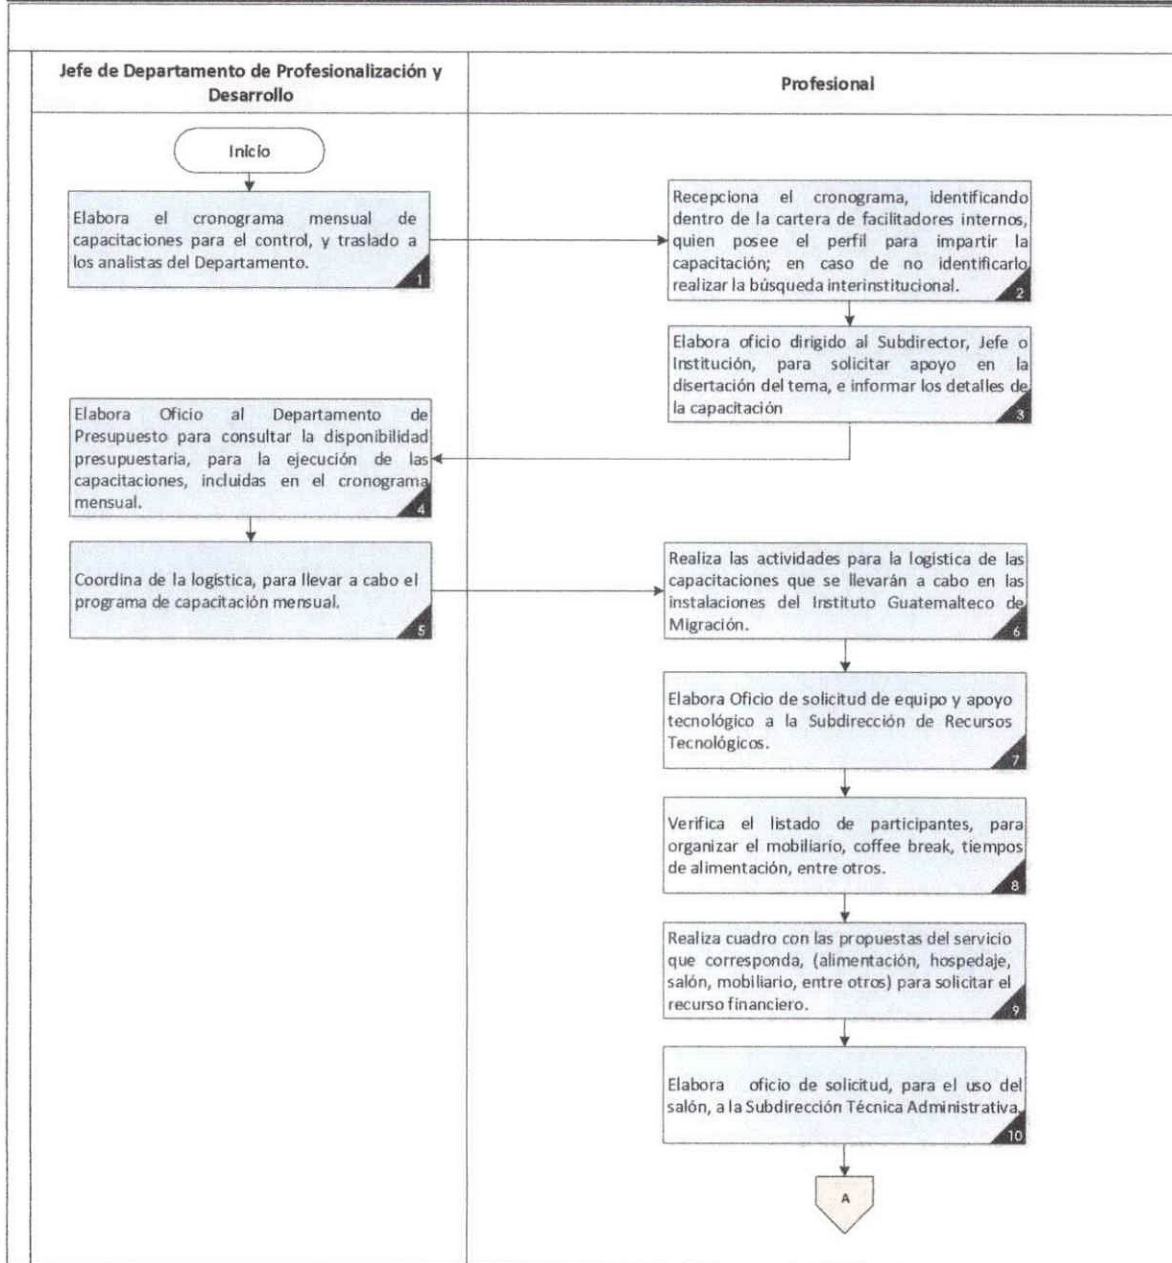 Jefe de Departamento de Profesionalización y
Desarrollo
Profesional
Inicio
Elabora el cronograma mensual de
capacitaciones para el control, y traslado a
los analistas del Departamento.
1
Recepciona el cronograma, identificando
dentro de la cartera de facilitadores internos,
quien posee el perfil para impartir la
capacitación; en caso de no identificarlo
realizar la búsqueda interinstitucional.
2
Elabora oficio dirigido al Subdirector, Jefe o
Institución, para solicitar apoyo en la
disertación del tema, e informar los detalles de
la capacitación
3
Elabora Oficio al Departamento de
Presupuesto para consultar la disponibilidad
presupuestaria, para la ejecución de las
capacitaciones, incluidas en el cronograma
mensual.
4
Coordina de la logística, para llevar a cabo el
programa de capacitación mensual.
5
Realiza las actividades para la logística de las
capacitaciones que se llevarán a cabo en las
instalaciones del Instituto Guatemalteco de
Migración.
6
Elabora Oficio de solicitud de equipo y apoyo
tecnológico a la Subdirección de Recursos
Tecnológicos.
7
Verifica el listado de participantes, para
organizar el mobiliario, coffee break, tiempos
de alimentación, entre otros.
8
Realiza cuadro con las propuestas del servicio
que corresponda, (alimentación, hospedaje,
salón, mobiliario, entre otros) para solicitar el
recurso financiero.
9
Elabora oficio de solicitud, para el uso del
salón, a la Subdirección Técnica Administrativa.
10
A